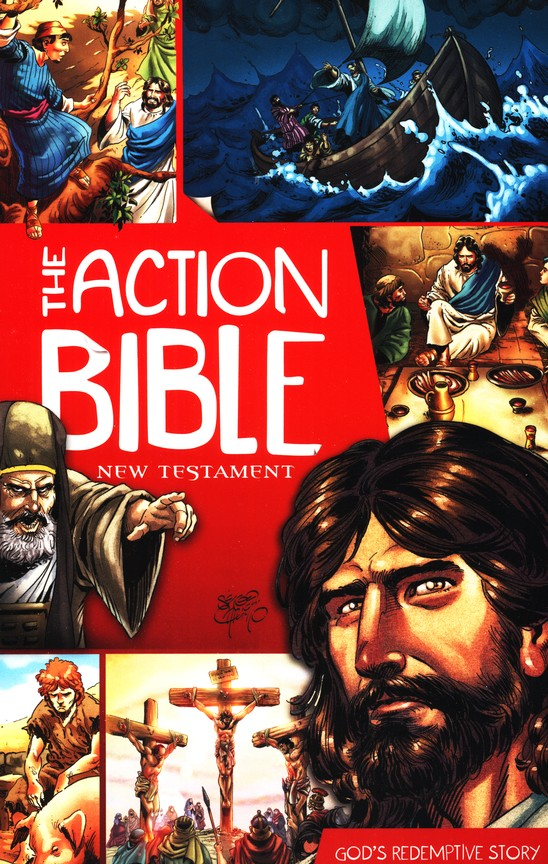 THE ACTION
BIBLE
NEW TESTAMENT
GOD'S REDEMPTIVE STORY